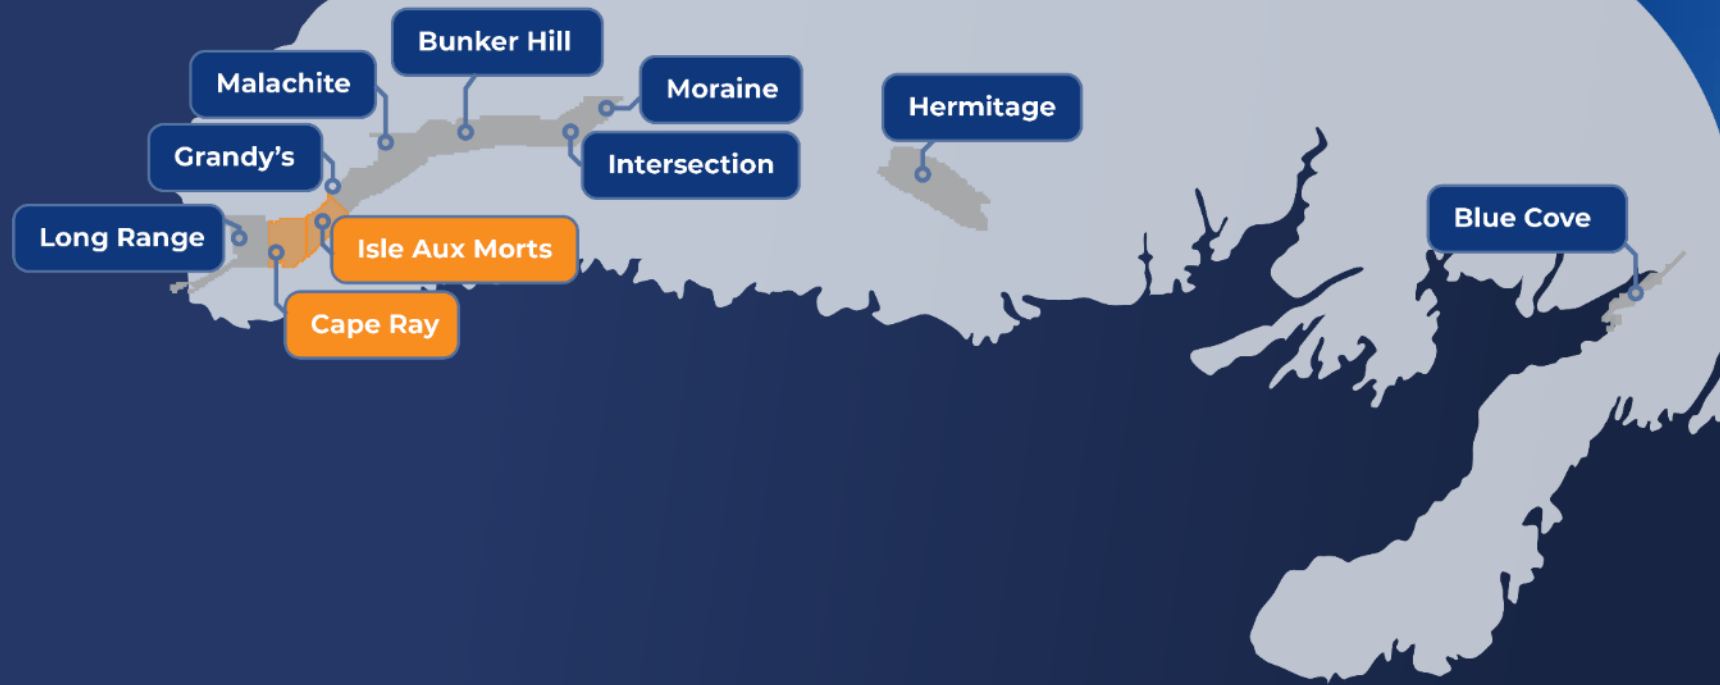 Bunker Hill
Malachite
Moraine
Hermitage
Grandy's
Intersection
Long Range
Isle Aux Morts
Blue Cove
Cape Ray